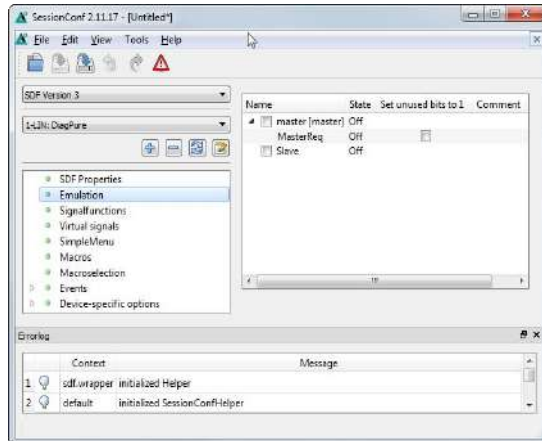 SessionConf 2.11.17 - [Untitled*]
File Edit View Tools Help
SDF Version 3
1-LIN: DiagPure
SDF Properties
Emulation
Signalfunctions
Virtual signals
SimpleMenu
Macros
Macroselection
Events
Device-specific options
Name State Set unused bits to 1 Comment
master [master] Off
MasterReq Off
Slave Off
Errorlog
Context Message
1 sdf.wrapper initialized Helper
2 default initialized SessionConfHelper